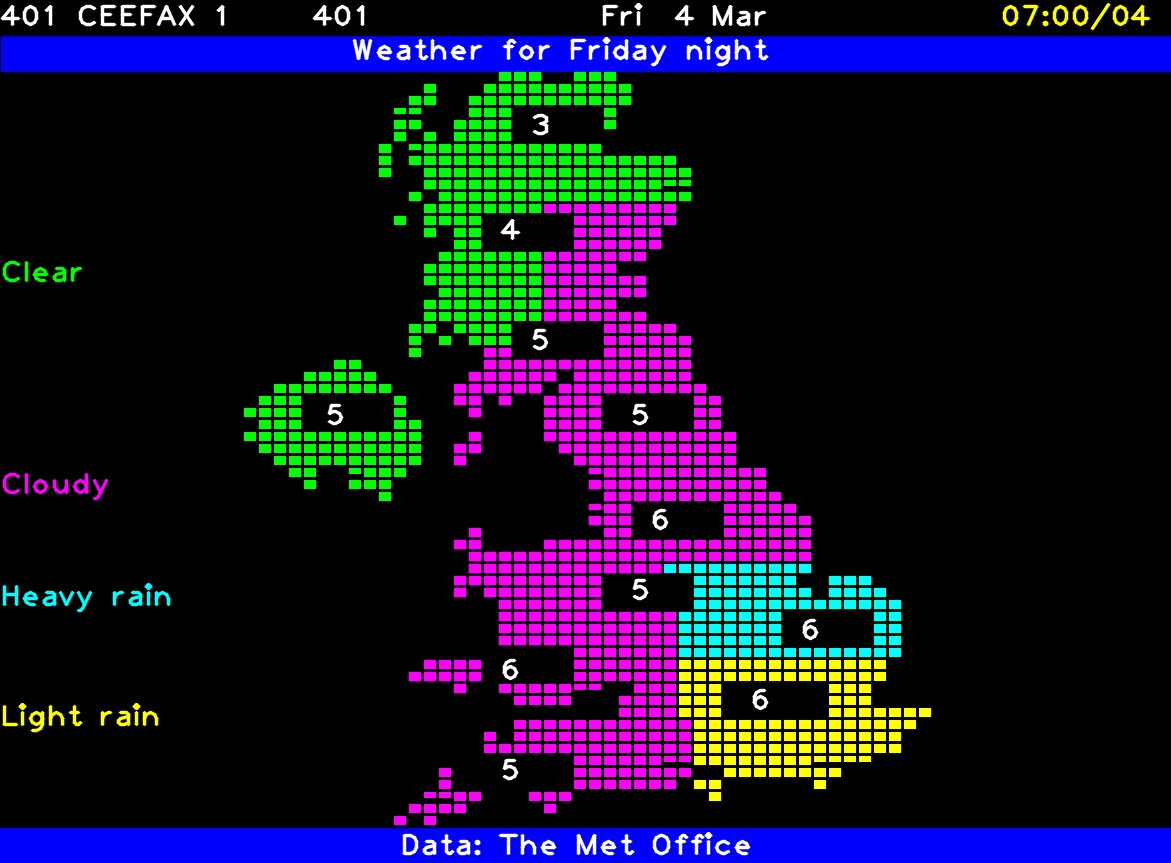 401 CEEFAX 1 401 Fri 4 Mar 07:00/04
Weather for Friday night
3
4
Clear
5
5 5
Cloudy
6
Heavy rain 5
6
6
6
Light rain
5
Data: The Met Office